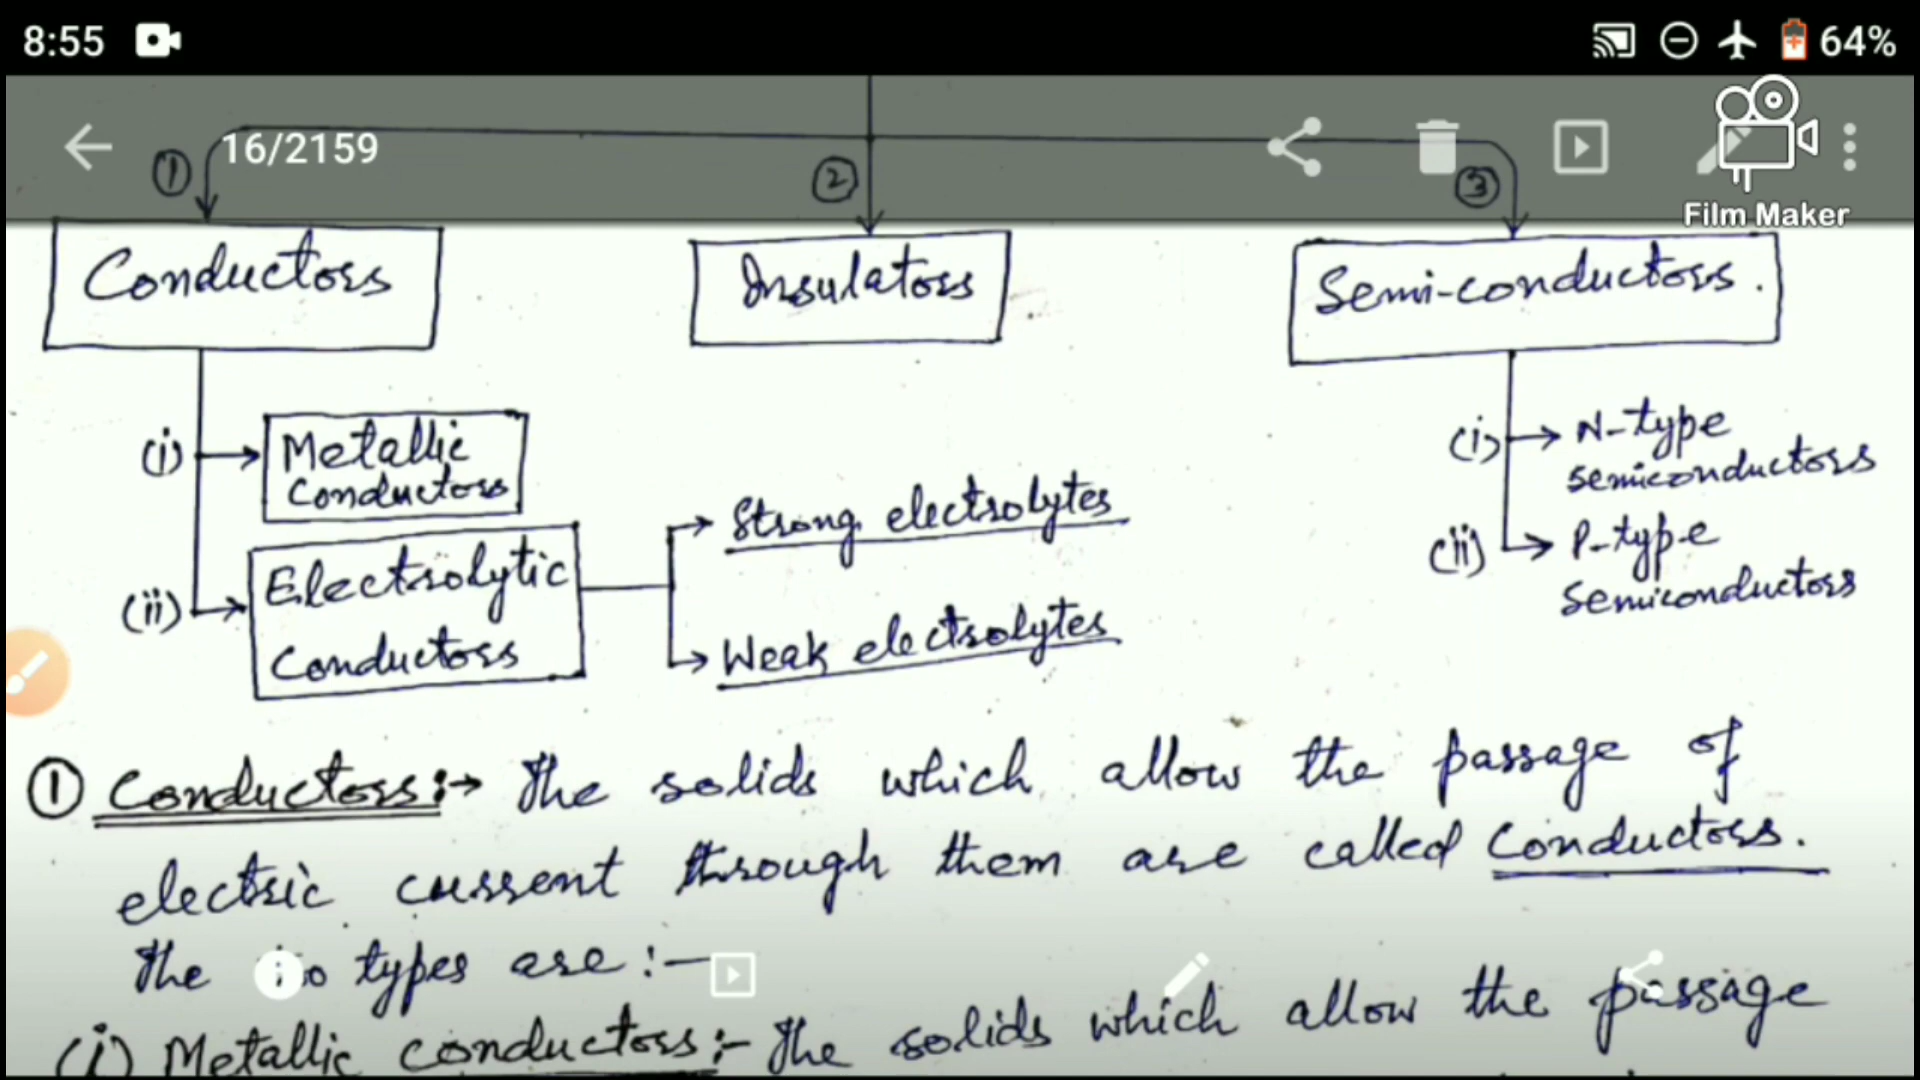 8:55 64%
16/2159
① ② ③
Film Maker
Conductors Insulators Semi-conductors.
(i) Metallic Conductors
(i) N-type semiconductors
Strong electrolytes
(ii) Electrolytic Conductors
(ii) P-type Semiconductors
Weak electrolytes
① Conductors:→ The solids which allow the passage of
electric current through them are called Conductors.
The types are :—
(i) Metallic conductors:- The solids which allow the passage